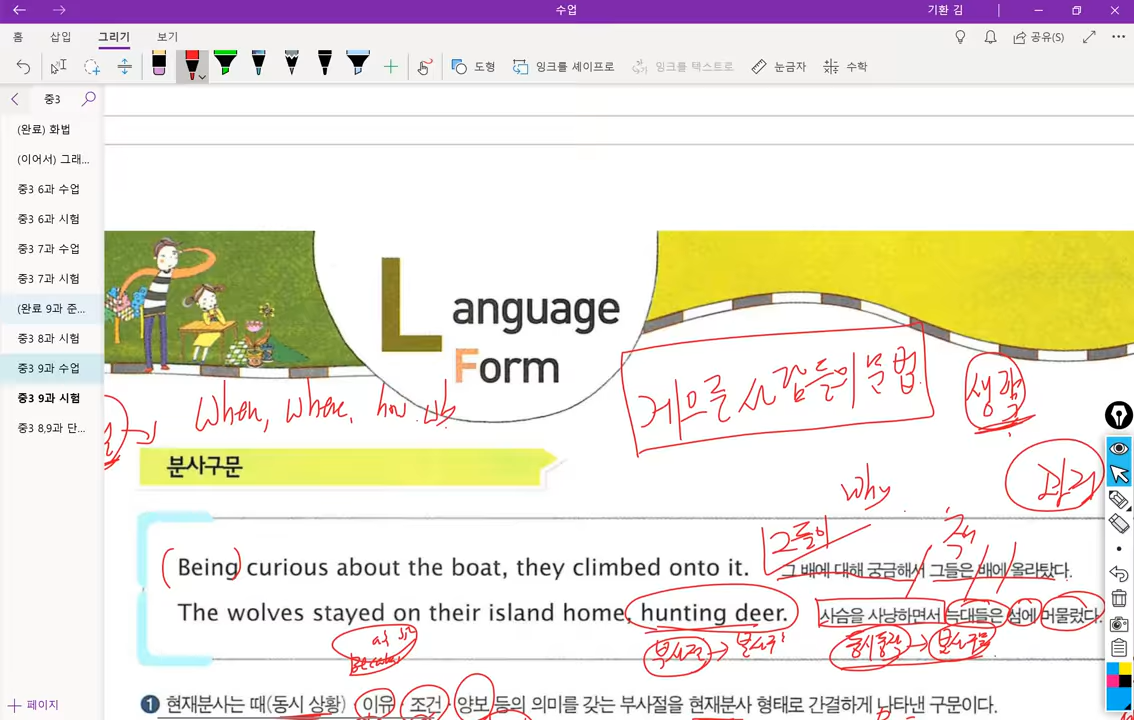 수업
기환 김
홈 삽입 그리기 보기
공유(S)
도형 잉크를 셰이프로 잉크를 텍스트로 눈금자 수학
중3
(완료) 화법
(이어서) 그래...
중3 6과 수업
중3 6과 시험
중3 7과 수업
중3 7과 시험
(완료 9과 준...
중3 8과 시험
중3 9과 수업
중3 9과 시험
중3 8,9과 단...
페이지
Language
Form
게으른 사람들의 문법
생략
When, where, how
분사구문
why
그들이
(Being) curious about the boat, they climbed onto it.
그 배에 대해 궁금해서 그들은 배에 올라탔다.
The wolves stayed on their island home, hunting deer.
사슴을 사냥하면서 늑대들은 섬에 머물렀다.
부사절 → 분사구
동시동작 → 분사구문
1 현재분사는 때(동시 상황) · 이유 · 조건 · 양보 등의 의미를 갖는 부사절을 현재분사 형태로 간결하게 나타낸 구문이다.